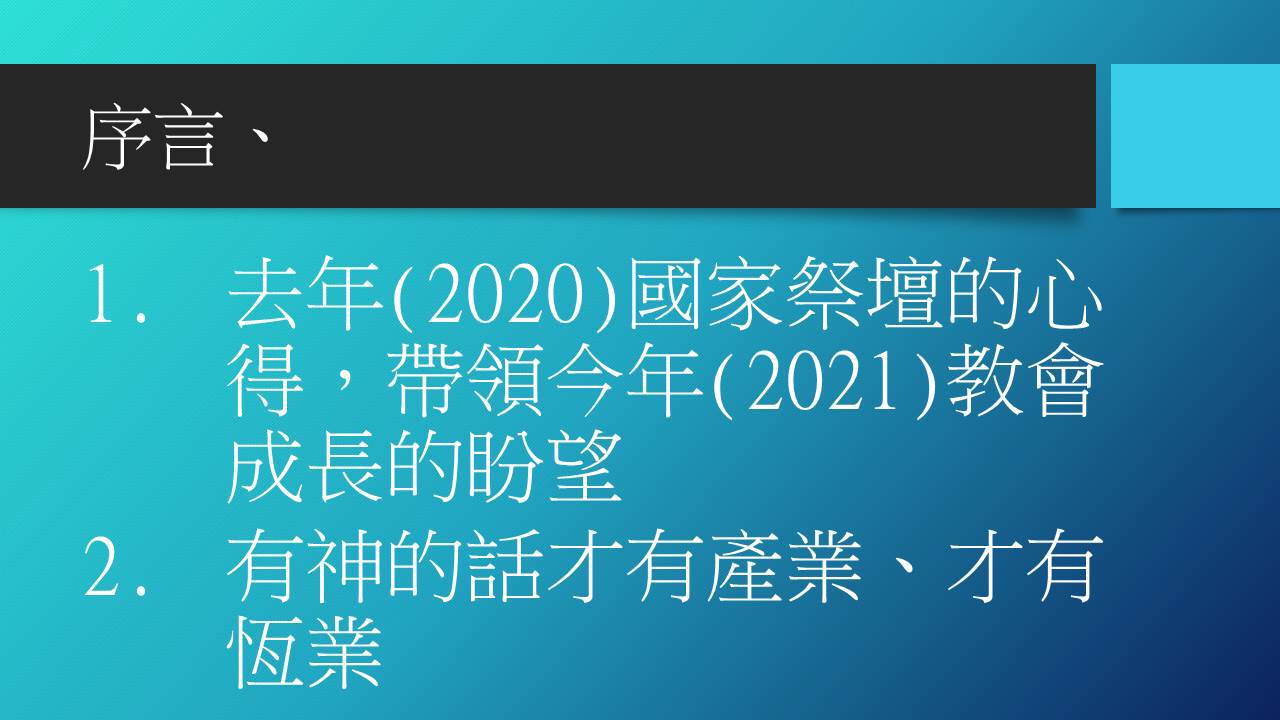 序言、
1. 去年(2020)國家祭壇的心
得，帶領今年(2021)教會
成長的盼望
2. 有神的話才有產業、才有
恆業